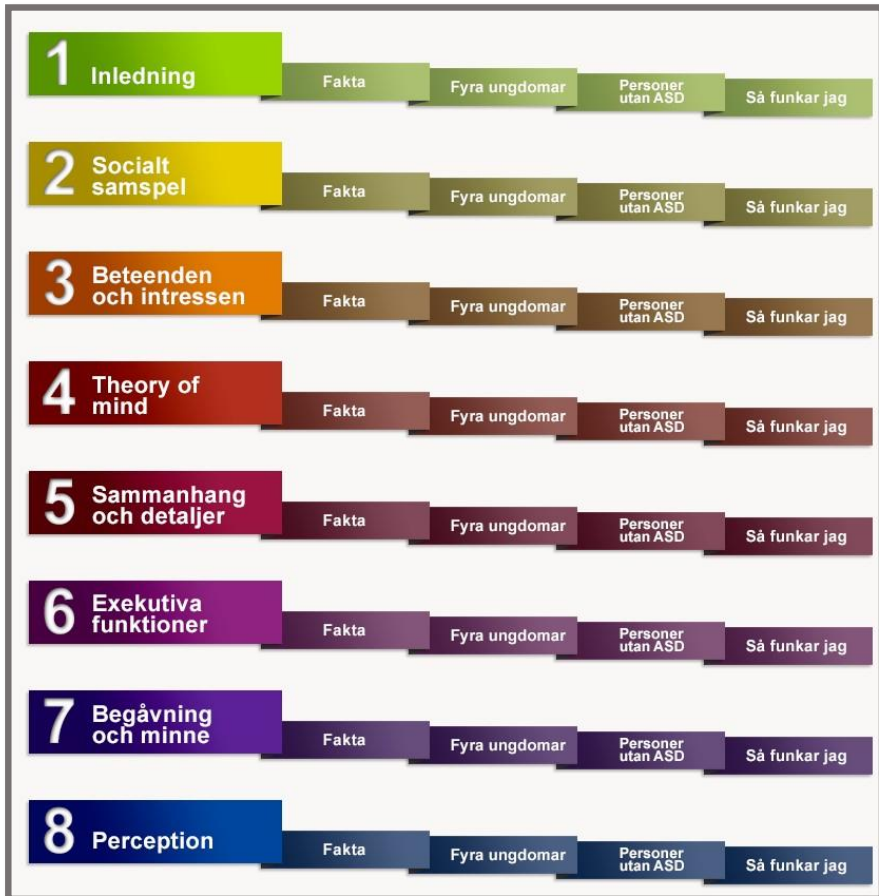 1 Inledning
Fakta
Fyra ungdomar
Personer
utan ASD
Så funkar jag
2 Socialt
samspel
Fakta
Fyra ungdomar
Personer
utan ASD
Så funkar jag
3 Beteenden
och intressen
Fakta
Fyra ungdomar
Personer
utan ASD
Så funkar jag
4 Theory of
mind
Fakta
Fyra ungdomar
Personer
utan ASD
Så funkar jag
5 Sammanhang
och detaljer
Fakta
Fyra ungdomar
Personer
utan ASD
Så funkar jag
6 Exekutiva
funktioner
Fakta
Fyra ungdomar
Personer
utan ASD
Så funkar jag
7 Begåvning
och minne
Fakta
Fyra ungdomar
Personer
utan ASD
Så funkar jag
8 Perception
Fakta
Fyra ungdomar
Personer
utan ASD
Så funkar jag